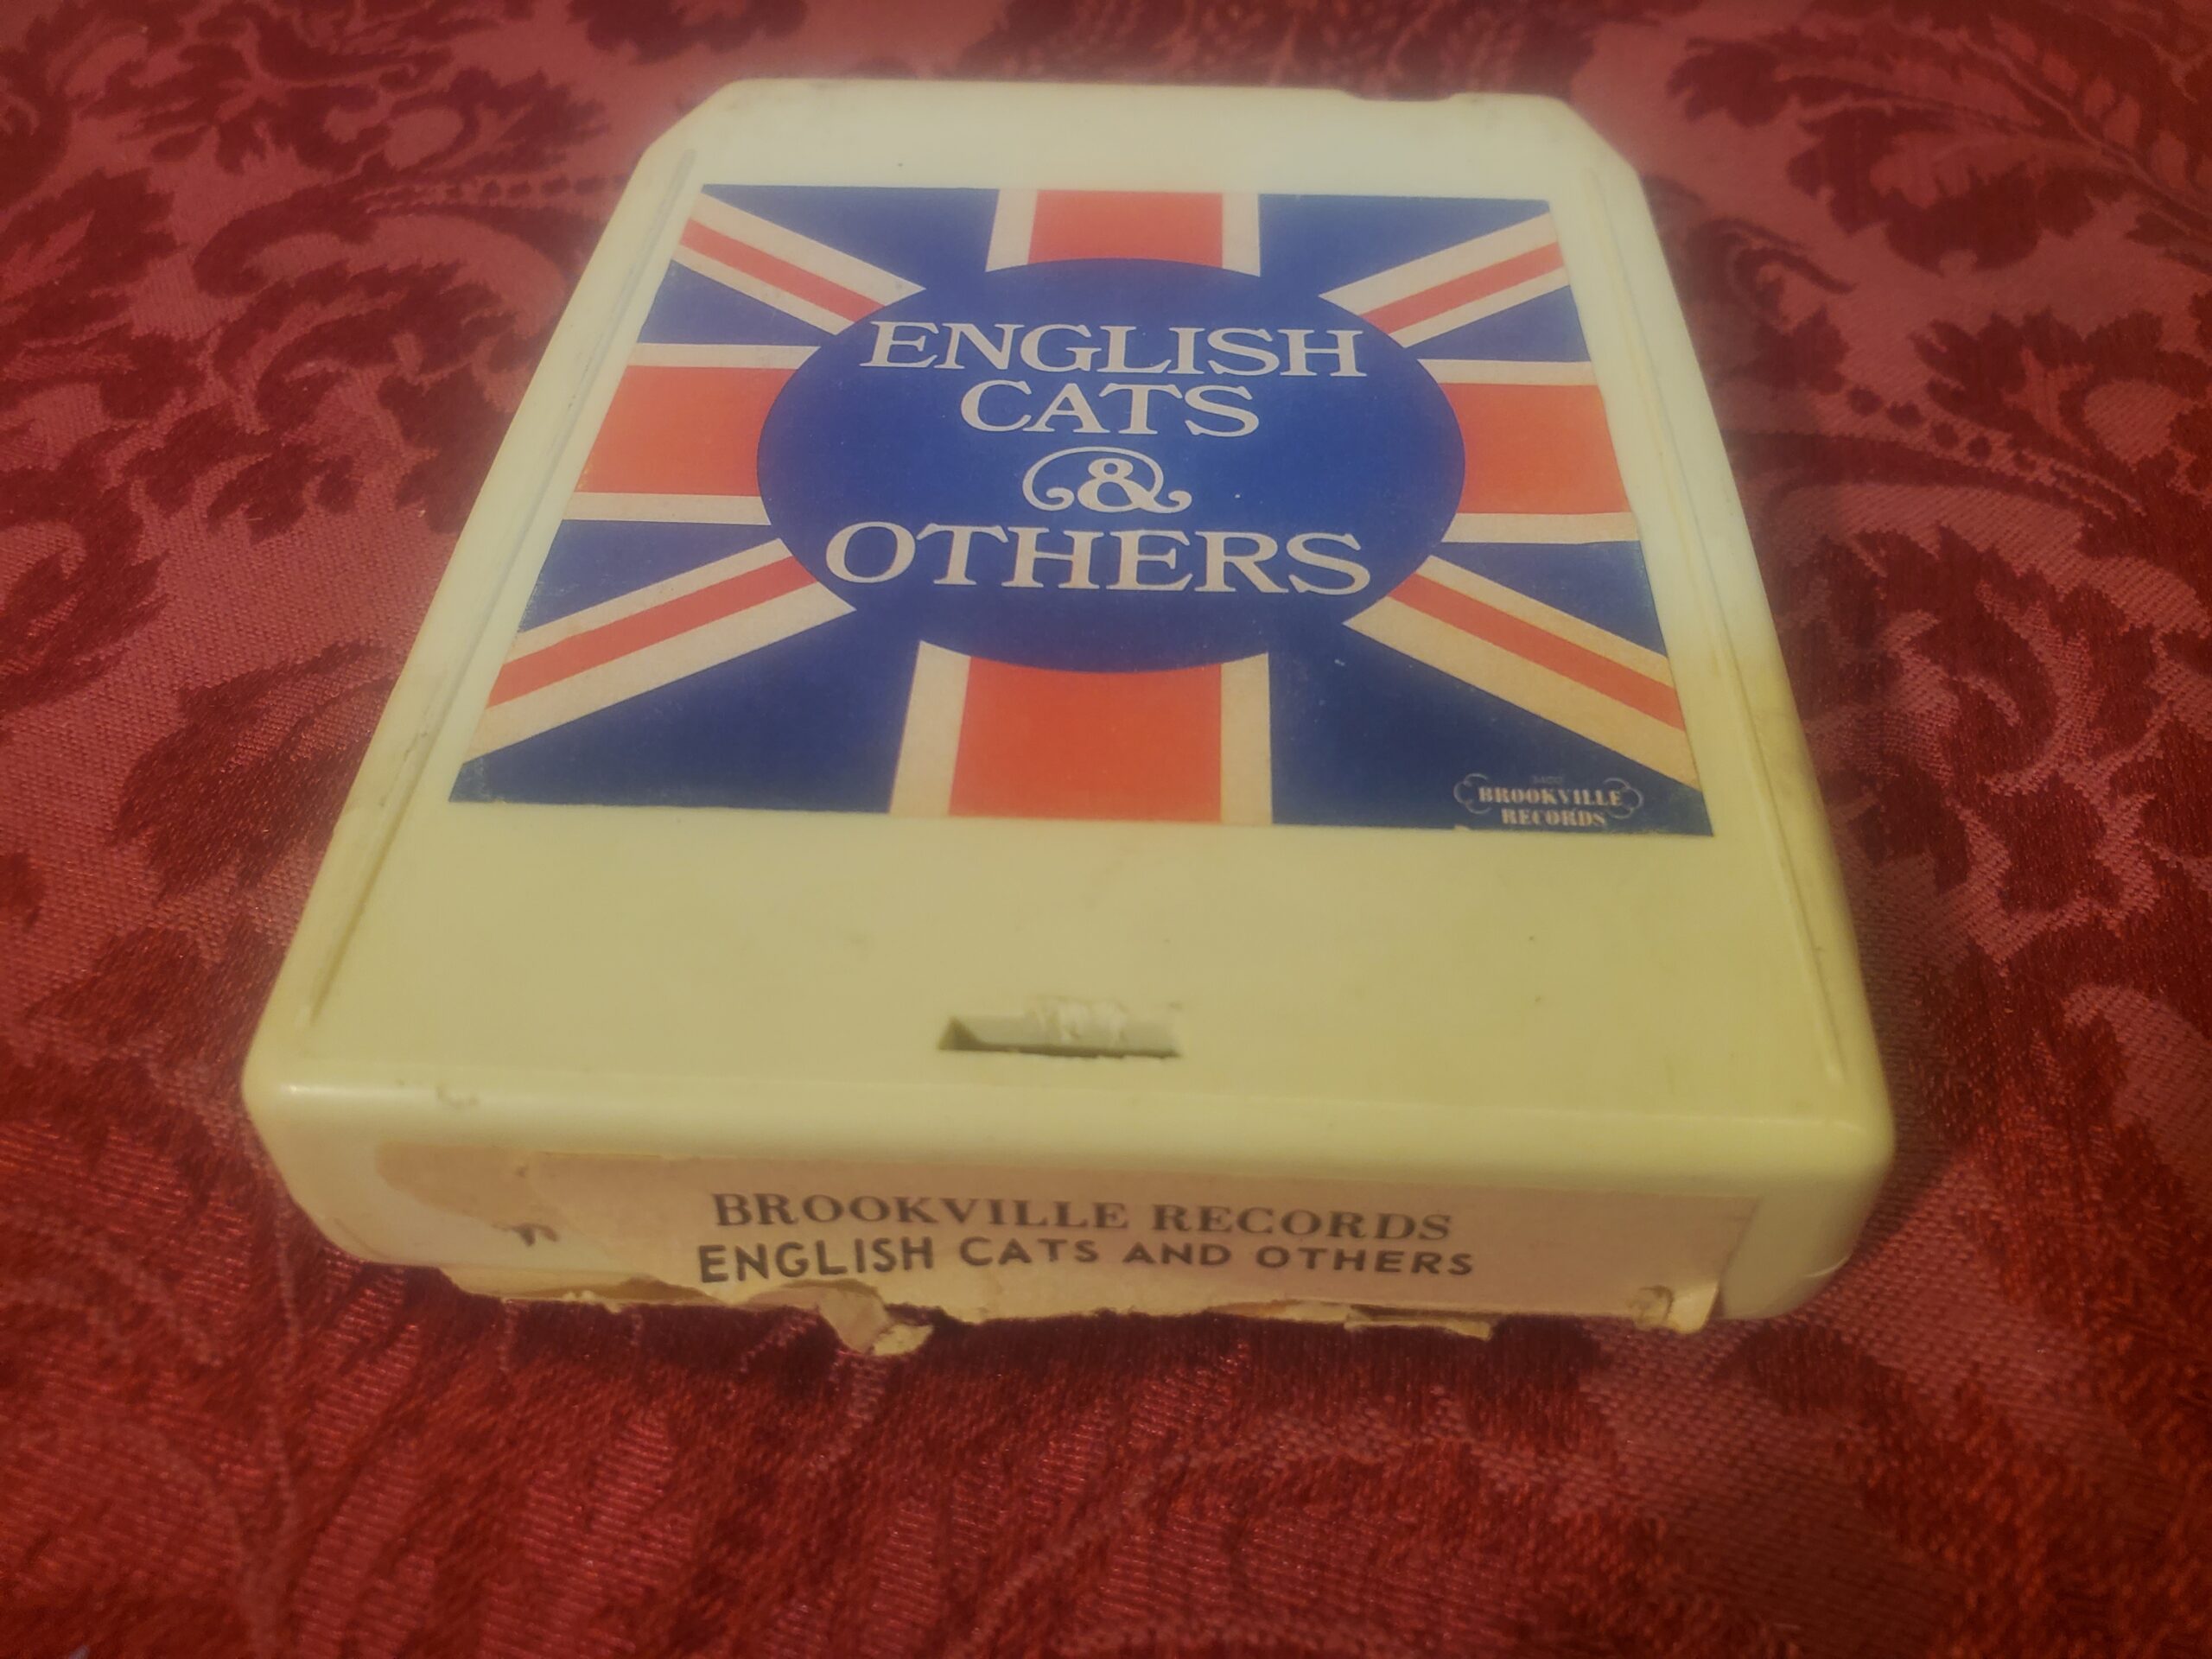 ENGLISH
CATS
&
OTHERS
BROOKVILLE
RECORDS
BROOKVILLE RECORDS
ENGLISH CATS AND OTHERS